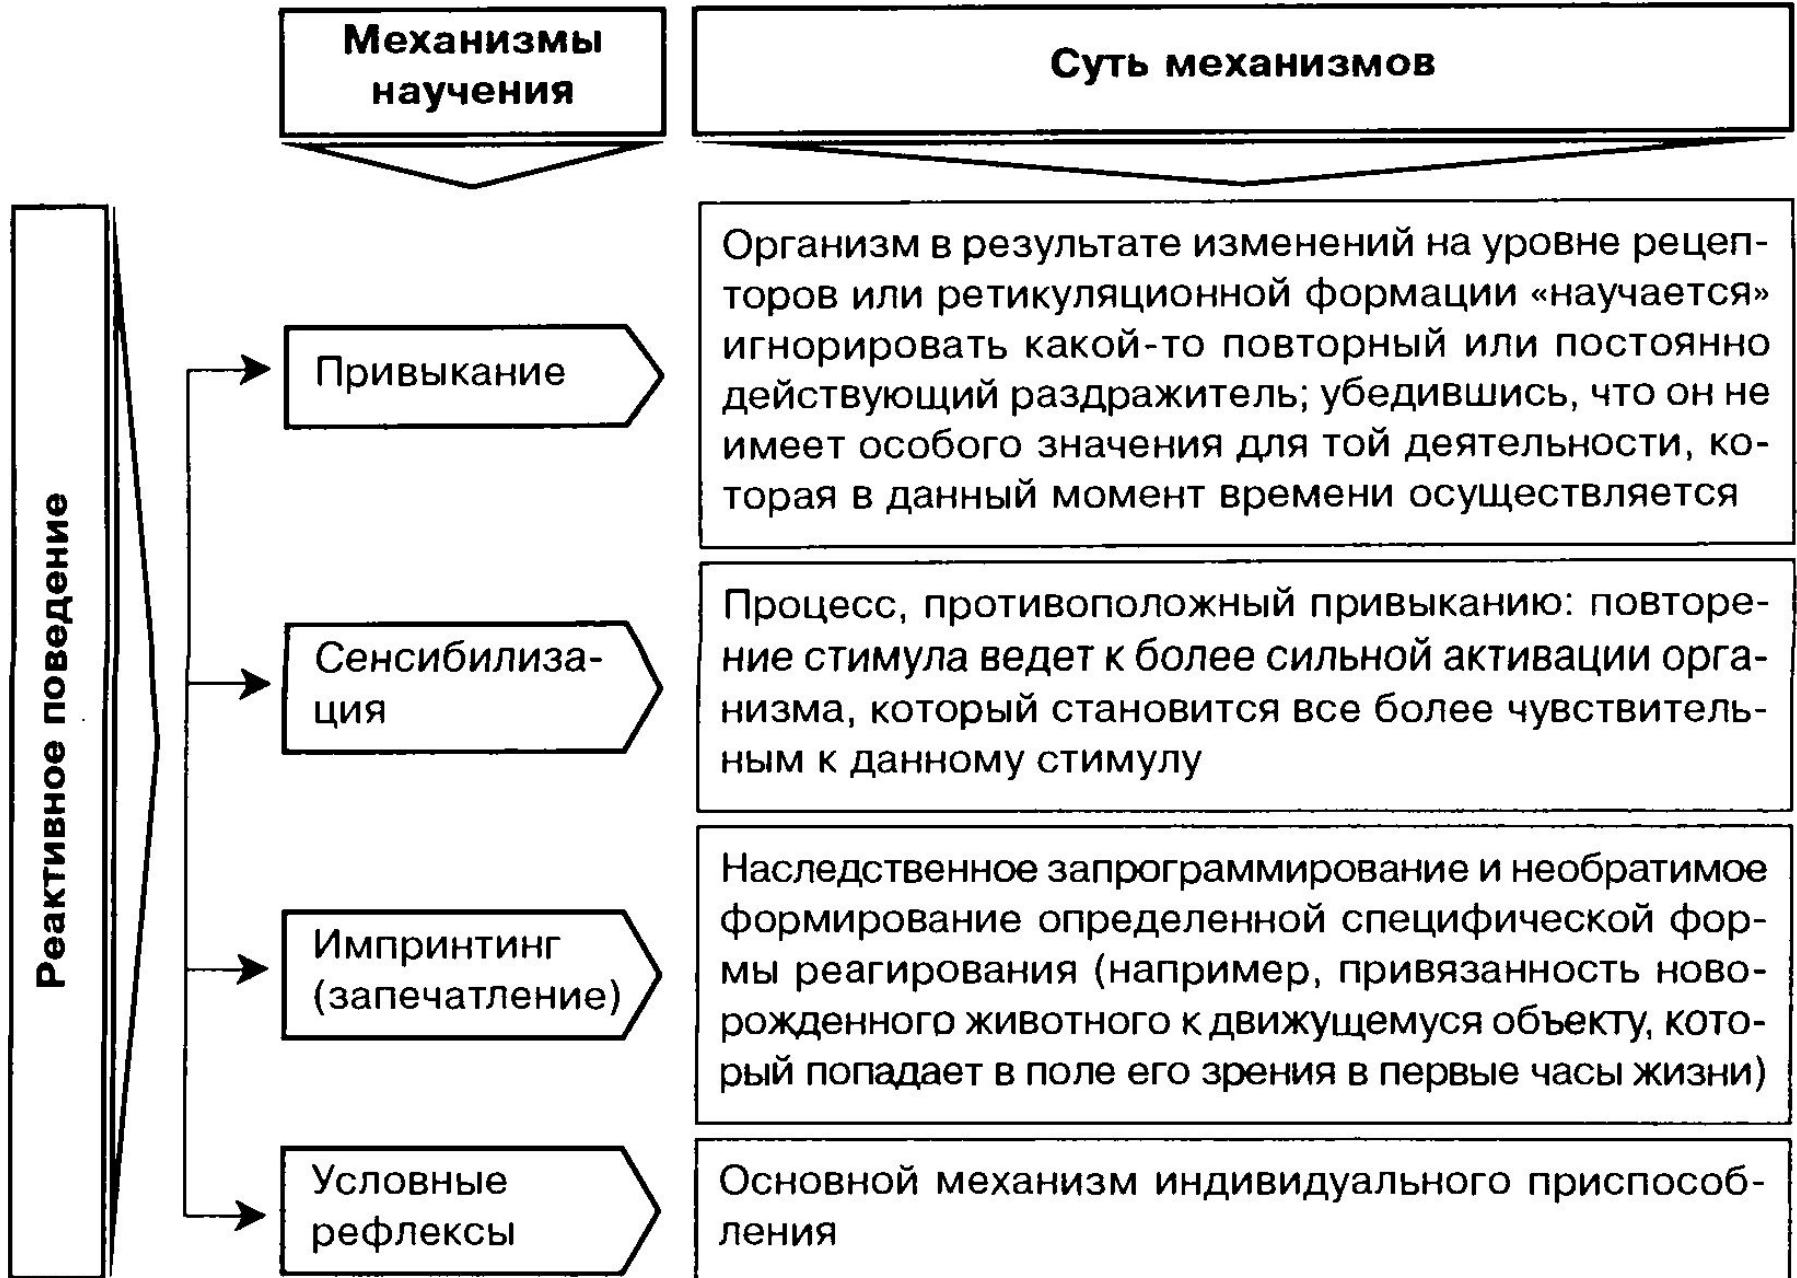 Механизмы
научения
Суть механизмов
Реактивное поведение
Привыкание
Организм в результате изменений на уровне рецеп-
торов или ретикуляционной формации «научается»
игнорировать какой-то повторный или постоянно
действующий раздражитель; убедившись, что он не
имеет особого значения для той деятельности, ко-
торая в данный момент времени осуществляется
Сенсибилиза-
ция
Процесс, противоположный привыканию: повторе-
ние стимула ведет к более сильной активации орга-
низма, который становится все более чувствитель-
ным к данному стимулу
Импринтинг
(запечатление)
Наследственное запрограммирование и необратимое
формирование определенной специфической фор-
мы реагирования (например, привязанность ново-
рожденного животного к движущемуся объекту, кото-
рый попадает в поле его зрения в первые часы жизни)
Условные
рефлексы
Основной механизм индивидуального приспособ-
ления